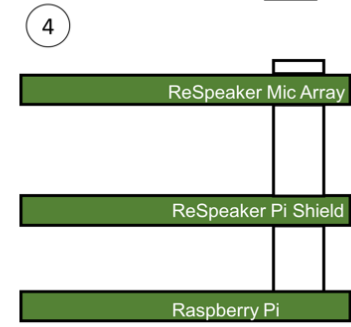 4
ReSpeaker Mic Array
ReSpeaker Pi Shield
Raspberry Pi